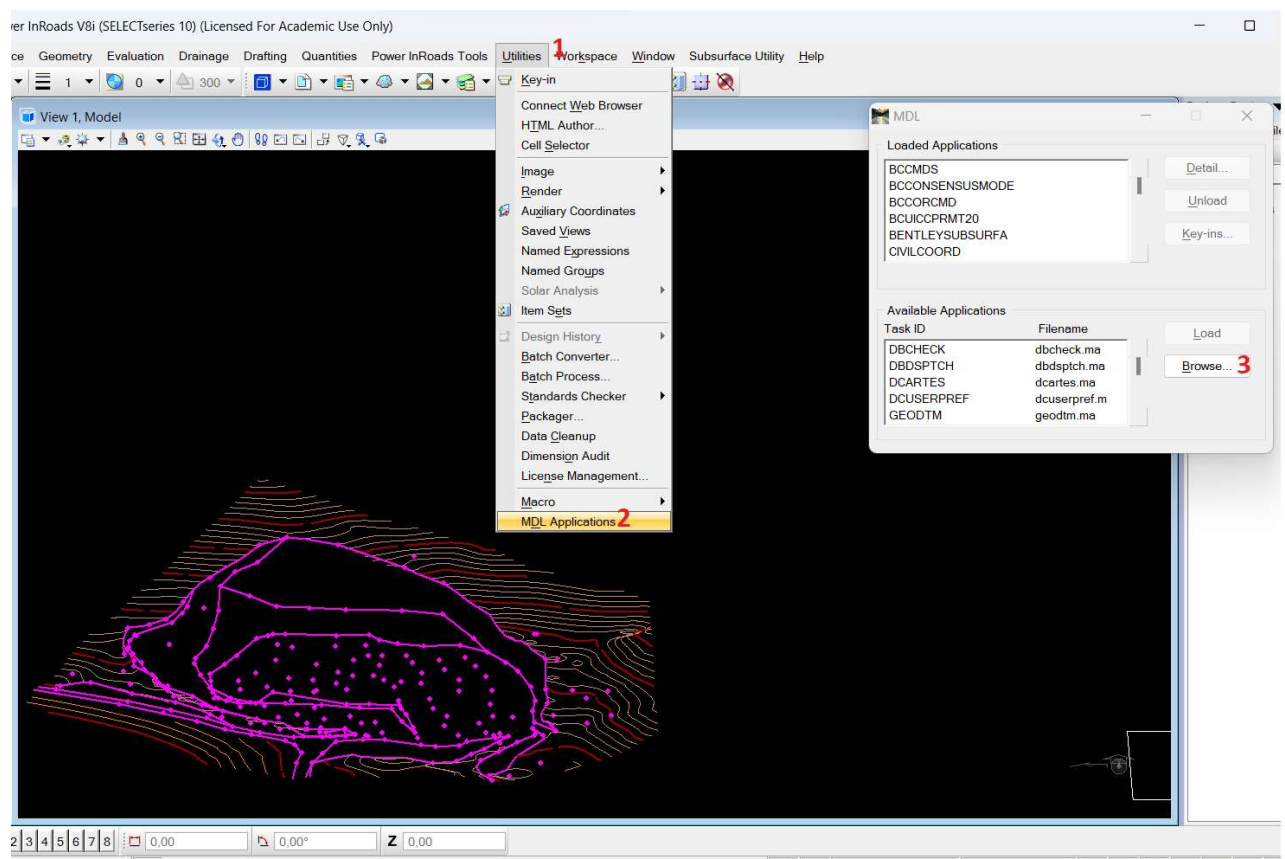 er InRoads V8i (SELECTseries 10) (Licensed For Academic Use Only)
ce Geometry Evaluation Drainage Drafting Quantities Power InRoads Tools Utilities 1 Workspace Window Subsurface Utility Help
1 0 300
View 1, Model
Key-in
Connect Web Browser
HTML Author...
Cell Selector
Image
Render
Auxiliary Coordinates
Saved Views
Named Expressions
Named Groups
Solar Analysis
Item Sets
Design History
Batch Converter...
Batch Process...
Standards Checker
Packager...
Data Cleanup
Dimension Audit
License Management...
Macro
MDL Applications 2
MDL
Loaded Applications
BCCMDS
BCCONSENSUSMODE
BCCORCMD
BCUICCPRMT20
BENTLEYSUBSURFA
CIVILCOORD
Detail...
Unload
Key-ins...
Available Applications
Task ID Filename
DBCHECK dbcheck.ma
DBDSPTCH dbdsptch.ma
DCARTES dcartes.ma
DCUSERPREF dcuserpref.m
GEODTM geodtm.ma
Load
Browse... 3
2 3 4 5 6 7 8 0,00 0,00° Z 0,00